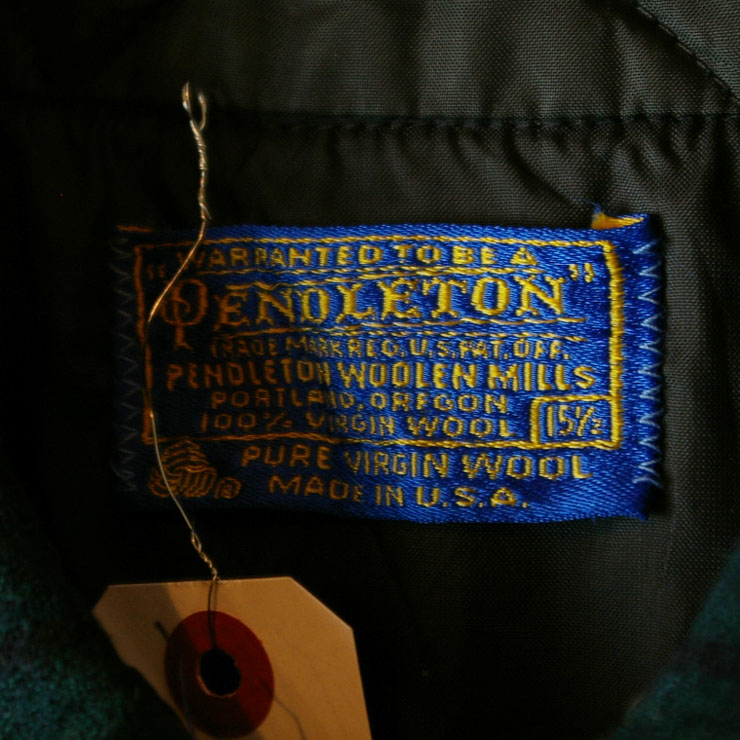 "WARRANTED TO BE A
PENDLETON"
TRADE MARK REG. U.S. PAT. OFF.
PENDLETON WOOLEN MILLS
PORTLAND, OREGON
100% VIRGIN WOOL 15½
PURE VIRGIN WOOL
® MADE IN U.S.A.